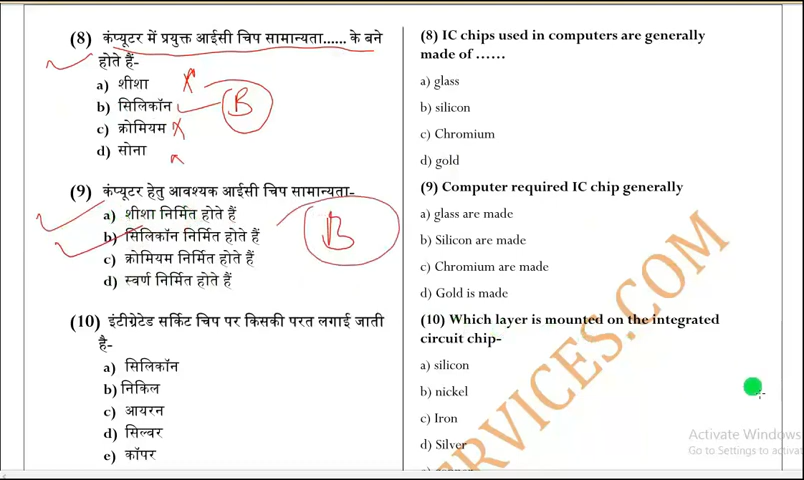 (8) कंप्यूटर में प्रयुक्त आईसी चिप सामान्यता...... के बने
होते हैं-
a) शीशा
b) सिलिकॉन
B
c) क्रोमियम
d) सोना
(9) कंप्यूटर हेतु आवश्यक आईसी चिप सामान्यता-
a) शीशा निर्मित होते हैं
b) सिलिकॉन निर्मित होते हैं
B
c) क्रोमियम निर्मित होते हैं
d) स्वर्ण निर्मित होते हैं
(10) इंटीग्रेटेड सर्किट चिप पर किसकी परत लगाई जाती
है-
a) सिलिकॉन
b) निकिल
c) आयरन
d) सिल्वर
e) कॉपर
(8) IC chips used in computers are generally
made of ......
a) glass
b) silicon
c) Chromium
d) gold
(9) Computer required IC chip generally
a) glass are made
b) Silicon are made
c) Chromium are made
d) Gold is made
(10) Which layer is mounted on the integrated
circuit chip-
a) silicon
b) nickel
c) Iron
d) Silver
ERVICES.COM
Activate Windows
Go to Settings to activat